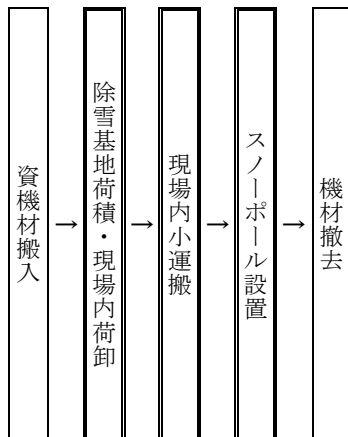 資機材搬入
→
除雪基地荷積・現場内荷卸
→
現場内小運搬
→
スノーポール設置
→
機材撤去